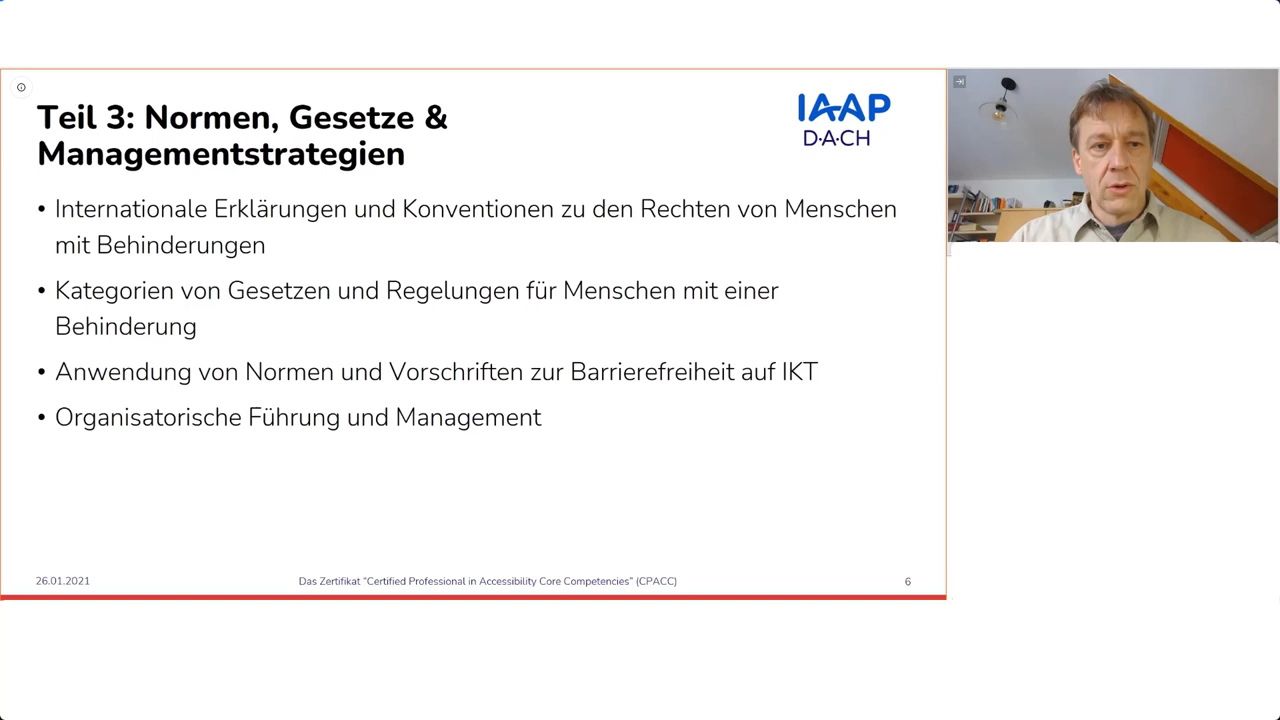 Teil 3: Normen, Gesetze &
Managementstrategien
IAAP
D·A·CH
• Internationale Erklärungen und Konventionen zu den Rechten von Menschen
mit Behinderungen
• Kategorien von Gesetzen und Regelungen für Menschen mit einer
Behinderung
• Anwendung von Normen und Vorschriften zur Barrierefreiheit auf IKT
• Organisatorische Führung und Management
26.01.2021
Das Zertifikat "Certified Professional in Accessibility Core Competencies" (CPACC)
6